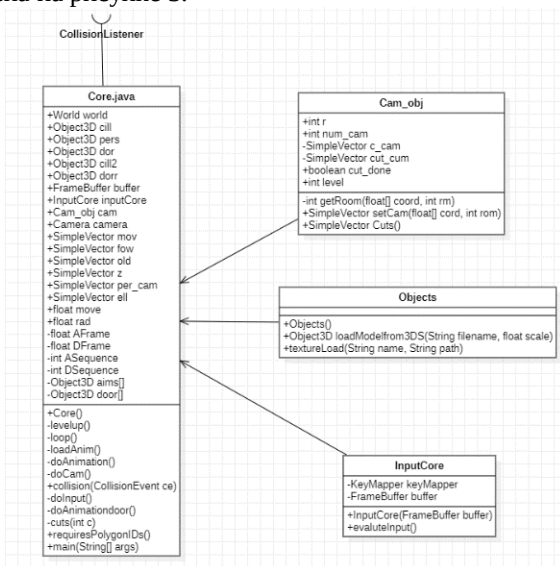 на на рисунке 3.
CollisionListener
Core.java
+World world
+Object3D cill
+Object3D pers
+Object3D dor
+Object3D cill2
+Object3D dorr
+FrameBuffer buffer
+InputCore inputCore
+Cam_obj cam
+Camera camera
+SimpleVector mov
+SimpleVector fow
+SimpleVector old
+SimpleVector z
+SimpleVector per_cam
+SimpleVector ell
+float move
+float rad
-float AFrame
-float DFrame
-int ASequence
-int DSequence
-Object3D aims[]
-Object3D door[]
+Core()
-levelup()
-loop()
-loadAnim()
-doAnimation()
-doCam()
+collision(CollisionEvent ce)
-doInput()
-doAnimationdoor()
-cuts(int c)
+requiresPolygonIDs()
+main(String[] args)
Cam_obj
+int r
+int num_cam
-SimpleVector c_cam
-SimpleVector cut_cum
+boolean cut_done
+int level
-int getRoom(float[] coord, int rm)
+SimpleVector setCam(float[] cord, int rom)
+SimpleVector Cuts()
Objects
+Objects()
+Object3D loadModelfrom3DS(String filename, float scale)
+textureLoad(String name, String path)
InputCore
-KeyMapper keyMapper
-FrameBuffer buffer
+InputCore(FrameBuffer buffer)
+evaluteInput()